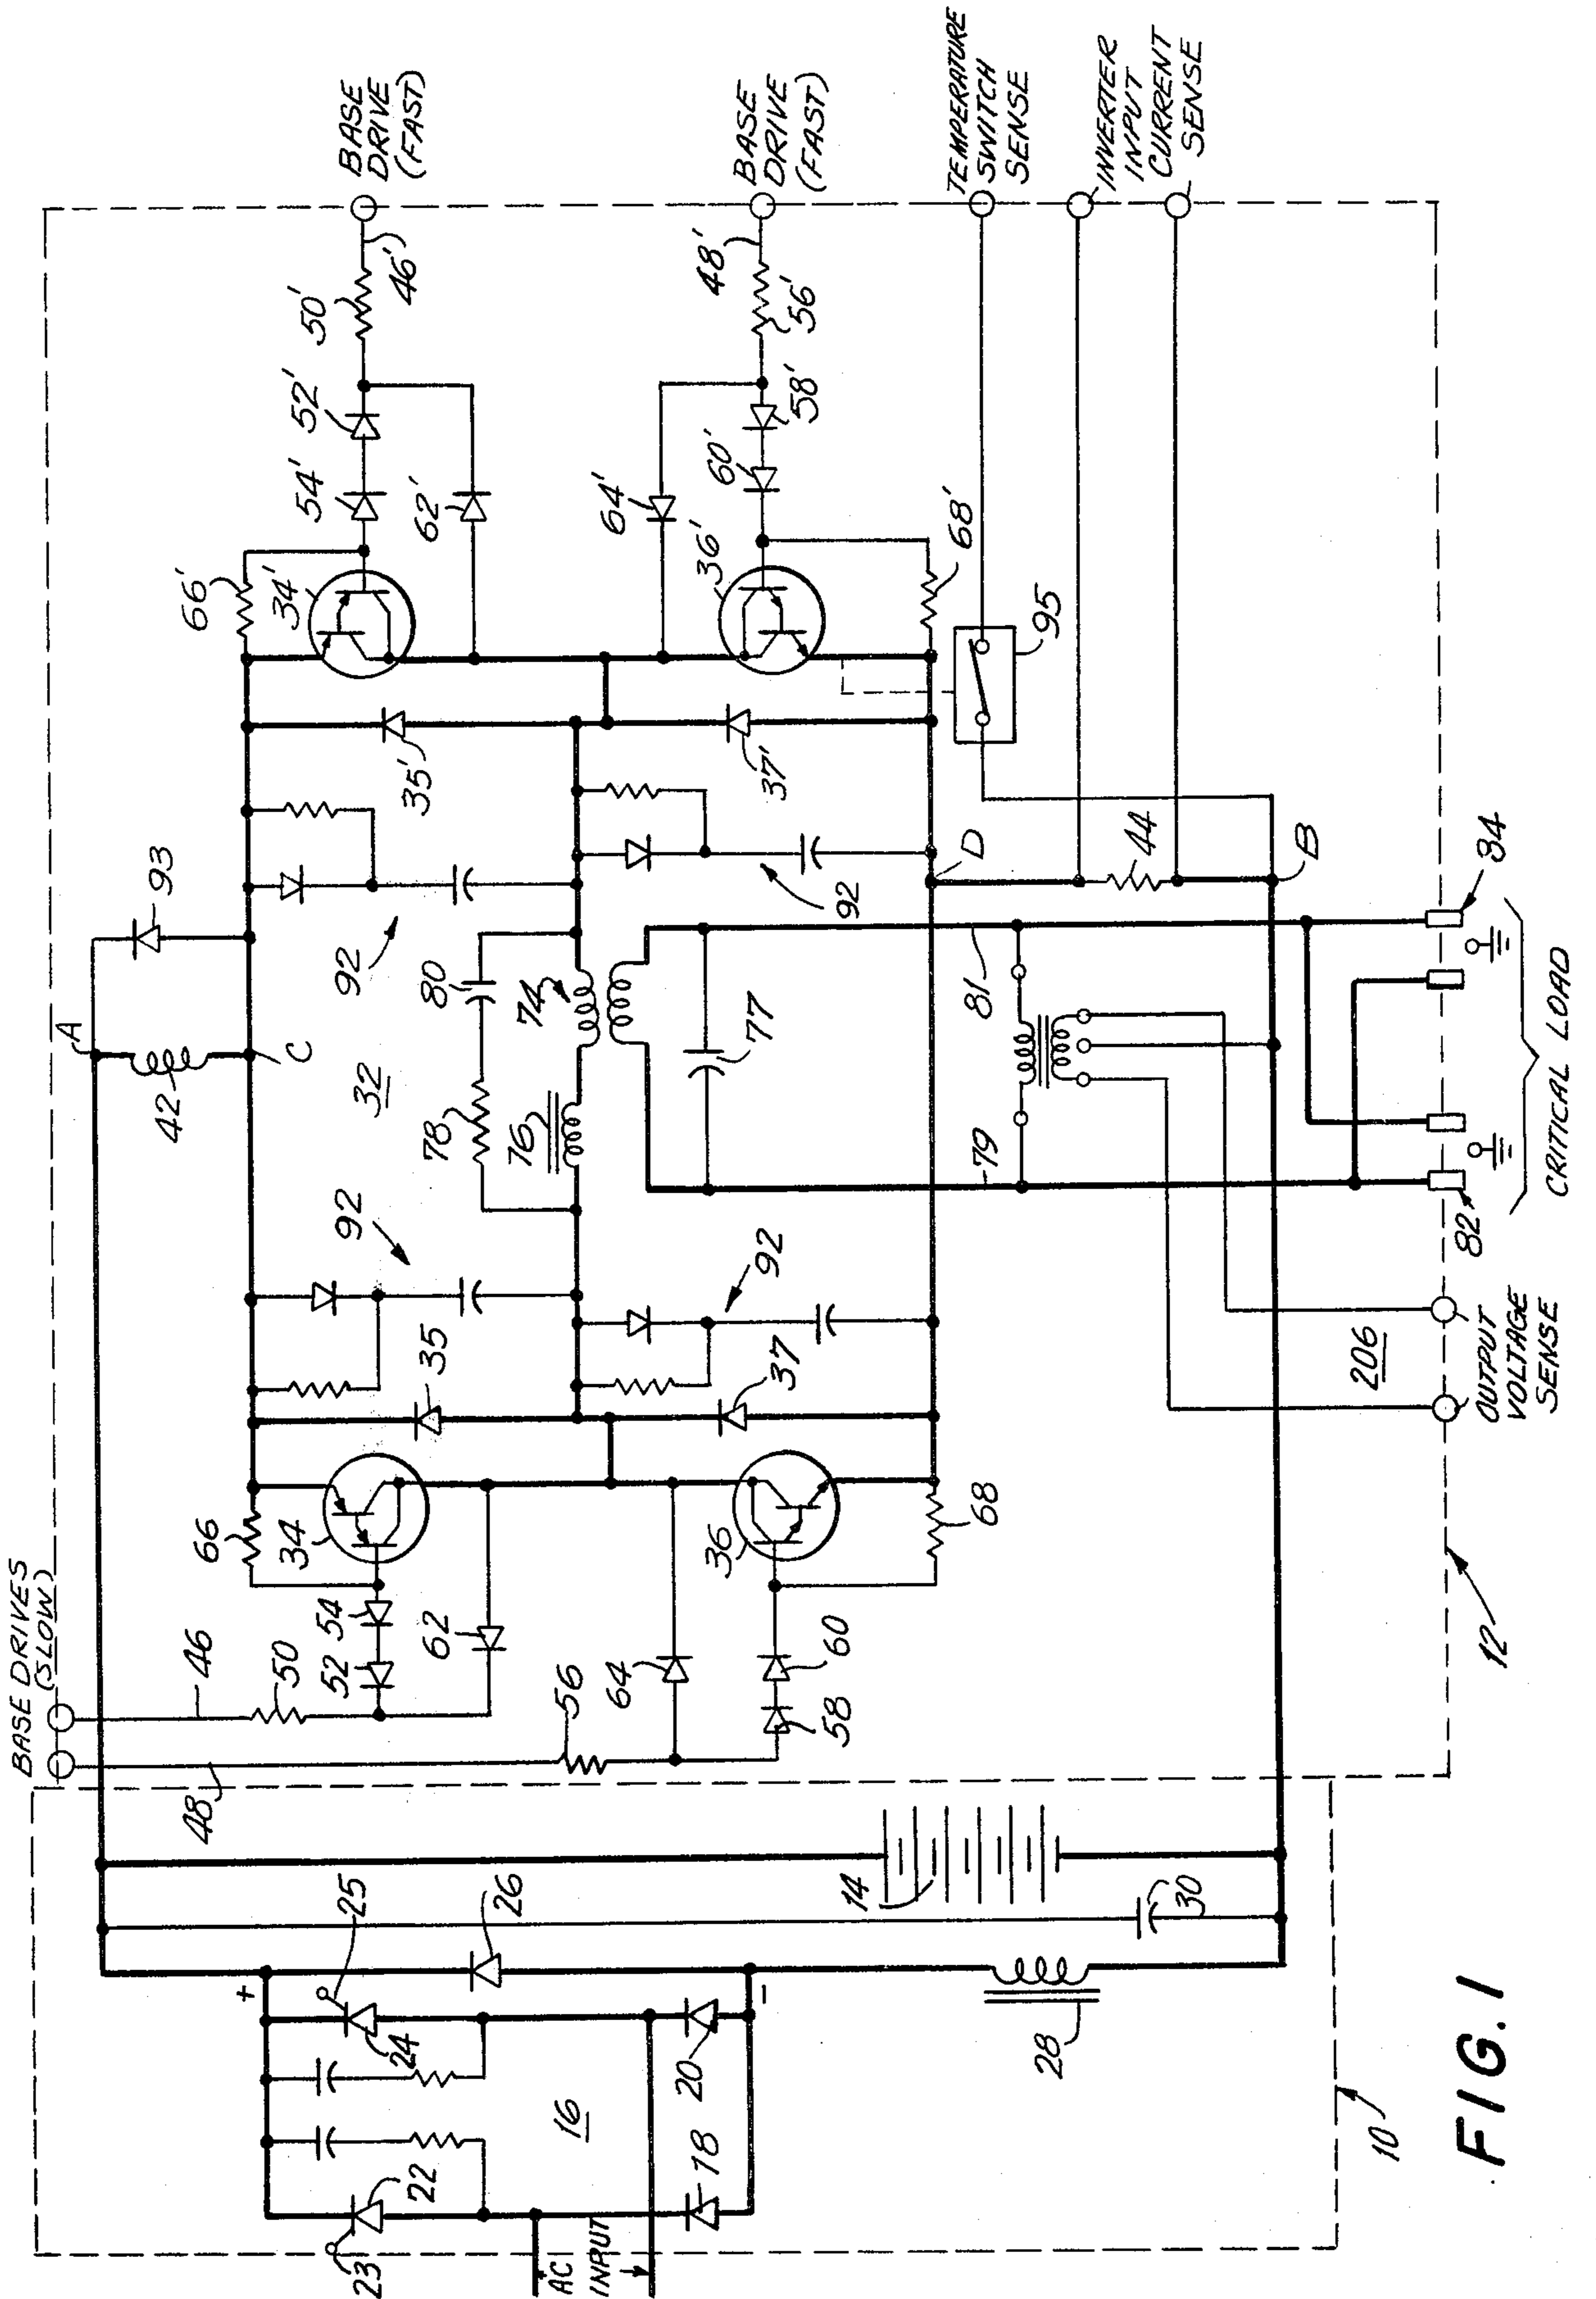 BASE DRIVES
(SLOW)
BASE
DRIVE
(FAST)
BASE
DRIVE
(FAST)
TEMPERATURE
SWITCH
SENSE
INVERTER
INPUT
CURRENT
SENSE
A
42
93
C
32
92
92
92
92
66
34
54
52
46
50
62
48
56
64
60
58
36
68
35
37
78
80
76
74
77
66'
34'
54'
52'
50'
46'
62'
64'
60'
58'
56'
48'
36'
68'
35'
37'
95
D
44
B
79
81
82
84
CRITICAL LOAD
206
OUTPUT
VOLTAGE
SENSE
12
10
14
30
25
26
24
22
23
16
20
18
28
+
−
AC
INPUT
FIG. 1